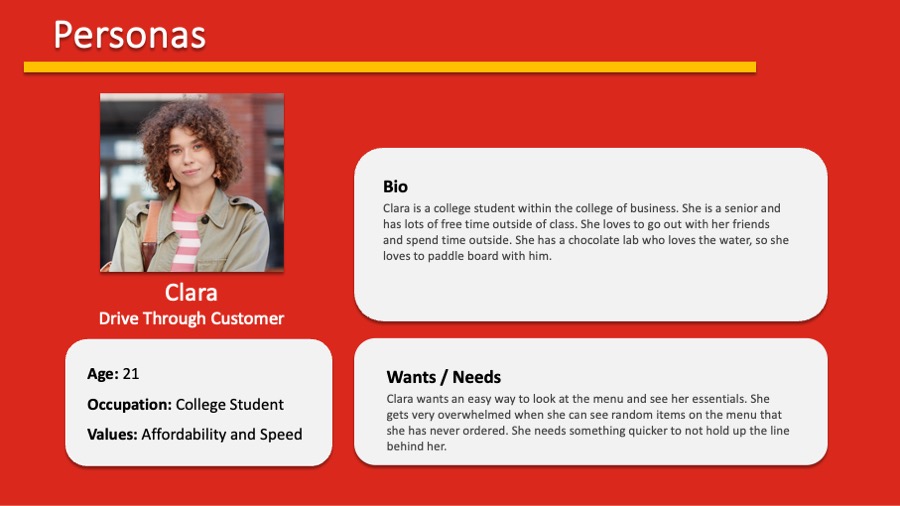 Personas
Clara
Drive Through Customer
Age: 21
Occupation: College Student
Values: Affordability and Speed
Bio
Clara is a college student within the college of business. She is a senior and
has lots of free time outside of class. She loves to go out with her friends
and spend time outside. She has a chocolate lab who loves the water, so she
loves to paddle board with him.
Wants / Needs
Clara wants an easy way to look at the menu and see her essentials. She
gets very overwhelmed when she can see random items on the menu that
she has never ordered. She needs something quicker to not hold up the line
behind her.